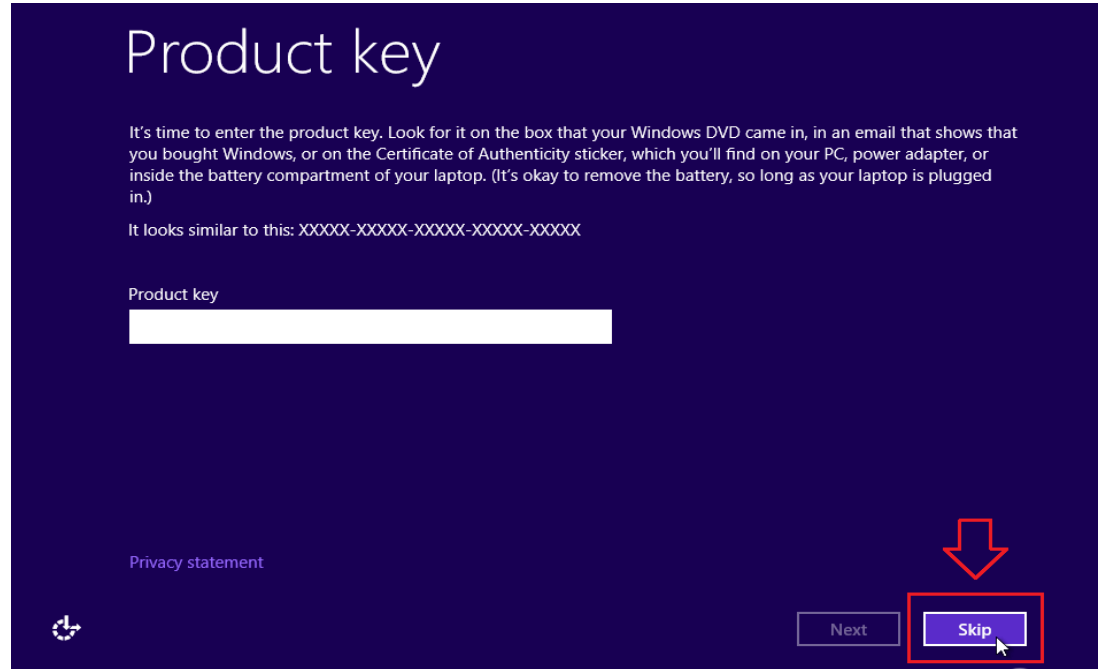 Product key
It's time to enter the product key. Look for it on the box that your Windows DVD came in, in an email that shows that
you bought Windows, or on the Certificate of Authenticity sticker, which you'll find on your PC, power adapter, or
inside the battery compartment of your laptop. (It's okay to remove the battery, so long as your laptop is plugged
in.)
It looks similar to this: XXXXX-XXXXX-XXXXX-XXXXX-XXXXX
Product key
Privacy statement
Next
Skip